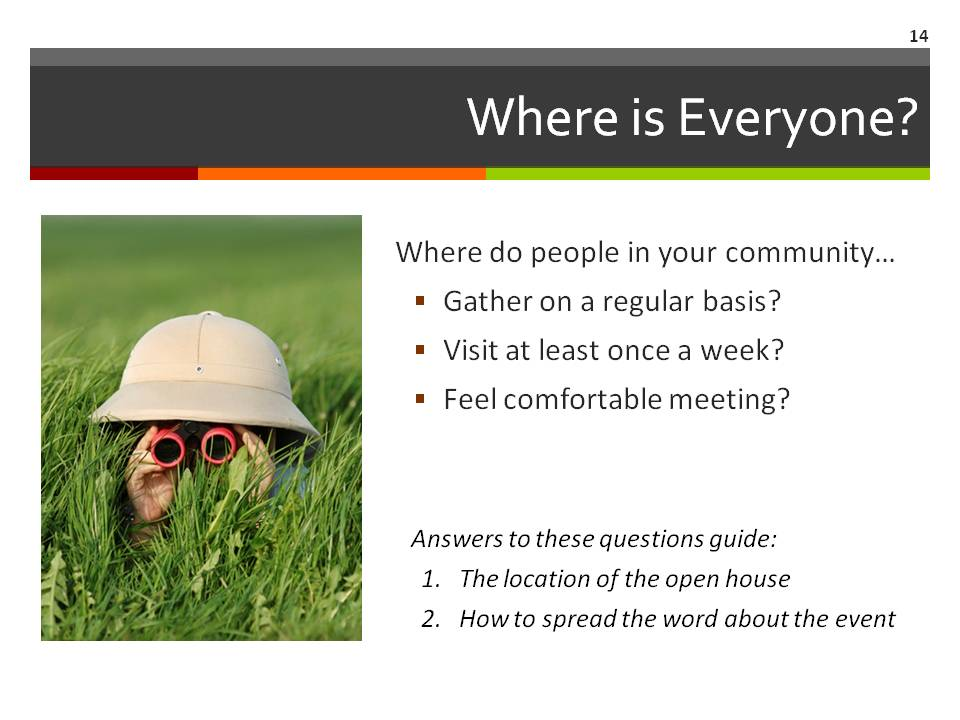 14
Where is Everyone?
Where do people in your community…
▪ Gather on a regular basis?
▪ Visit at least once a week?
▪ Feel comfortable meeting?
Answers to these questions guide:
1. The location of the open house
2. How to spread the word about the event